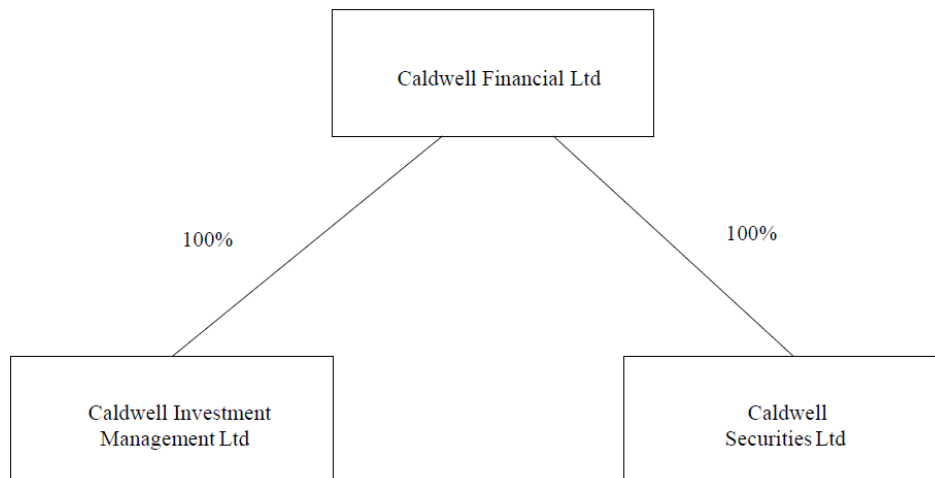 Caldwell Financial Ltd
100%
100%
Caldwell Investment
Management Ltd
Caldwell
Securities Ltd